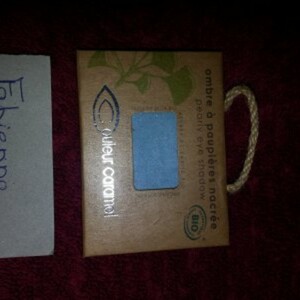 Fabienne
ombre à paupières nacrée
pearly eye shadow
Couleur caramel
BIO